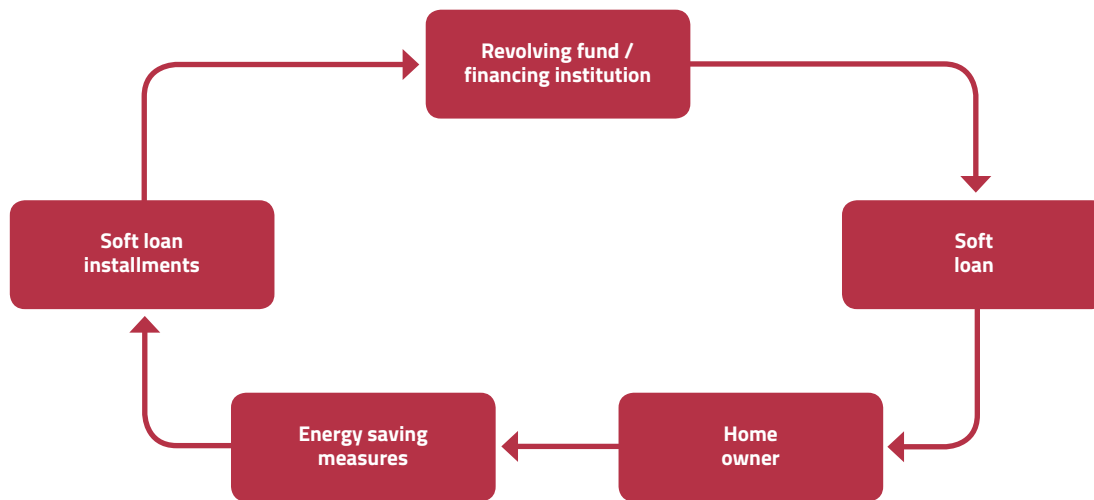 Revolving fund /
financing institution
Soft loan
installments
Soft
loan
Energy saving
measures
Home
owner